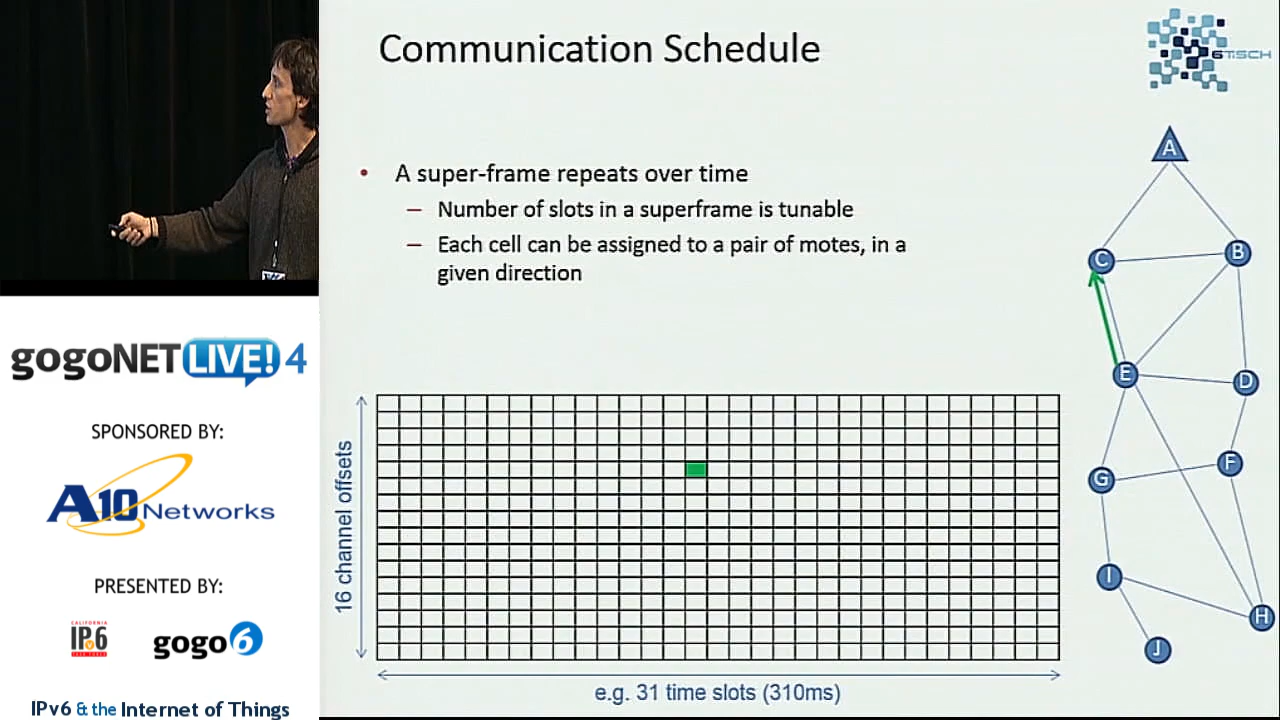 Communication Schedule
6TiSCH
• A super-frame repeats over time
– Number of slots in a superframe is tunable
– Each cell can be assigned to a pair of motes, in a
given direction
16 channel offsets
e.g. 31 time slots (310ms)
A
C
B
E
D
G
F
I
H
J
gogoNET LIVE! 4
SPONSORED BY:
A10 Networks
PRESENTED BY:
CALIFORNIA
IPv6
gogo6
IPv6 & the Internet of Things